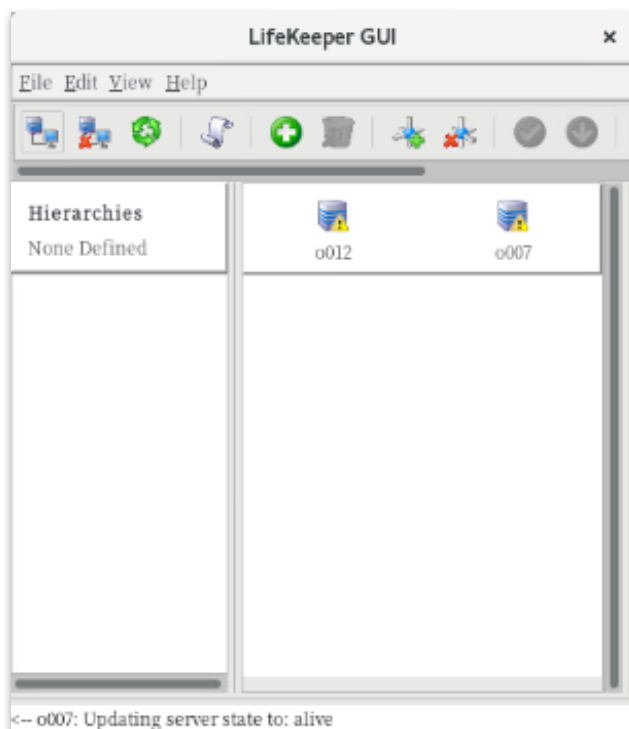 LifeKeeper GUI
File Edit View Help
Hierarchies
None Defined
o012
o007
<-- o007: Updating server state to: alive